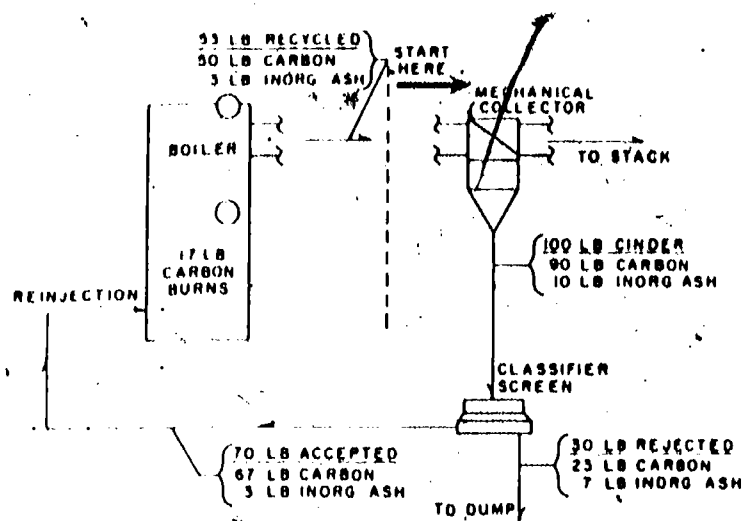 53 LB RECYCLED
50 LB CARBON
3 LB INORG ASH
START
HERE
MECHANICAL
COLLECTOR
BOILER
TO STACK
17 LB
CARBON
BURNS
100 LB CINDER
90 LB CARBON
10 LB INORG ASH
REINJECTION
CLASSIFIER
SCREEN
70 LB ACCEPTED
67 LB CARBON
3 LB INORG ASH
30 LB REJECTED
23 LB CARBON
7 LB INORG ASH
TO DUMP